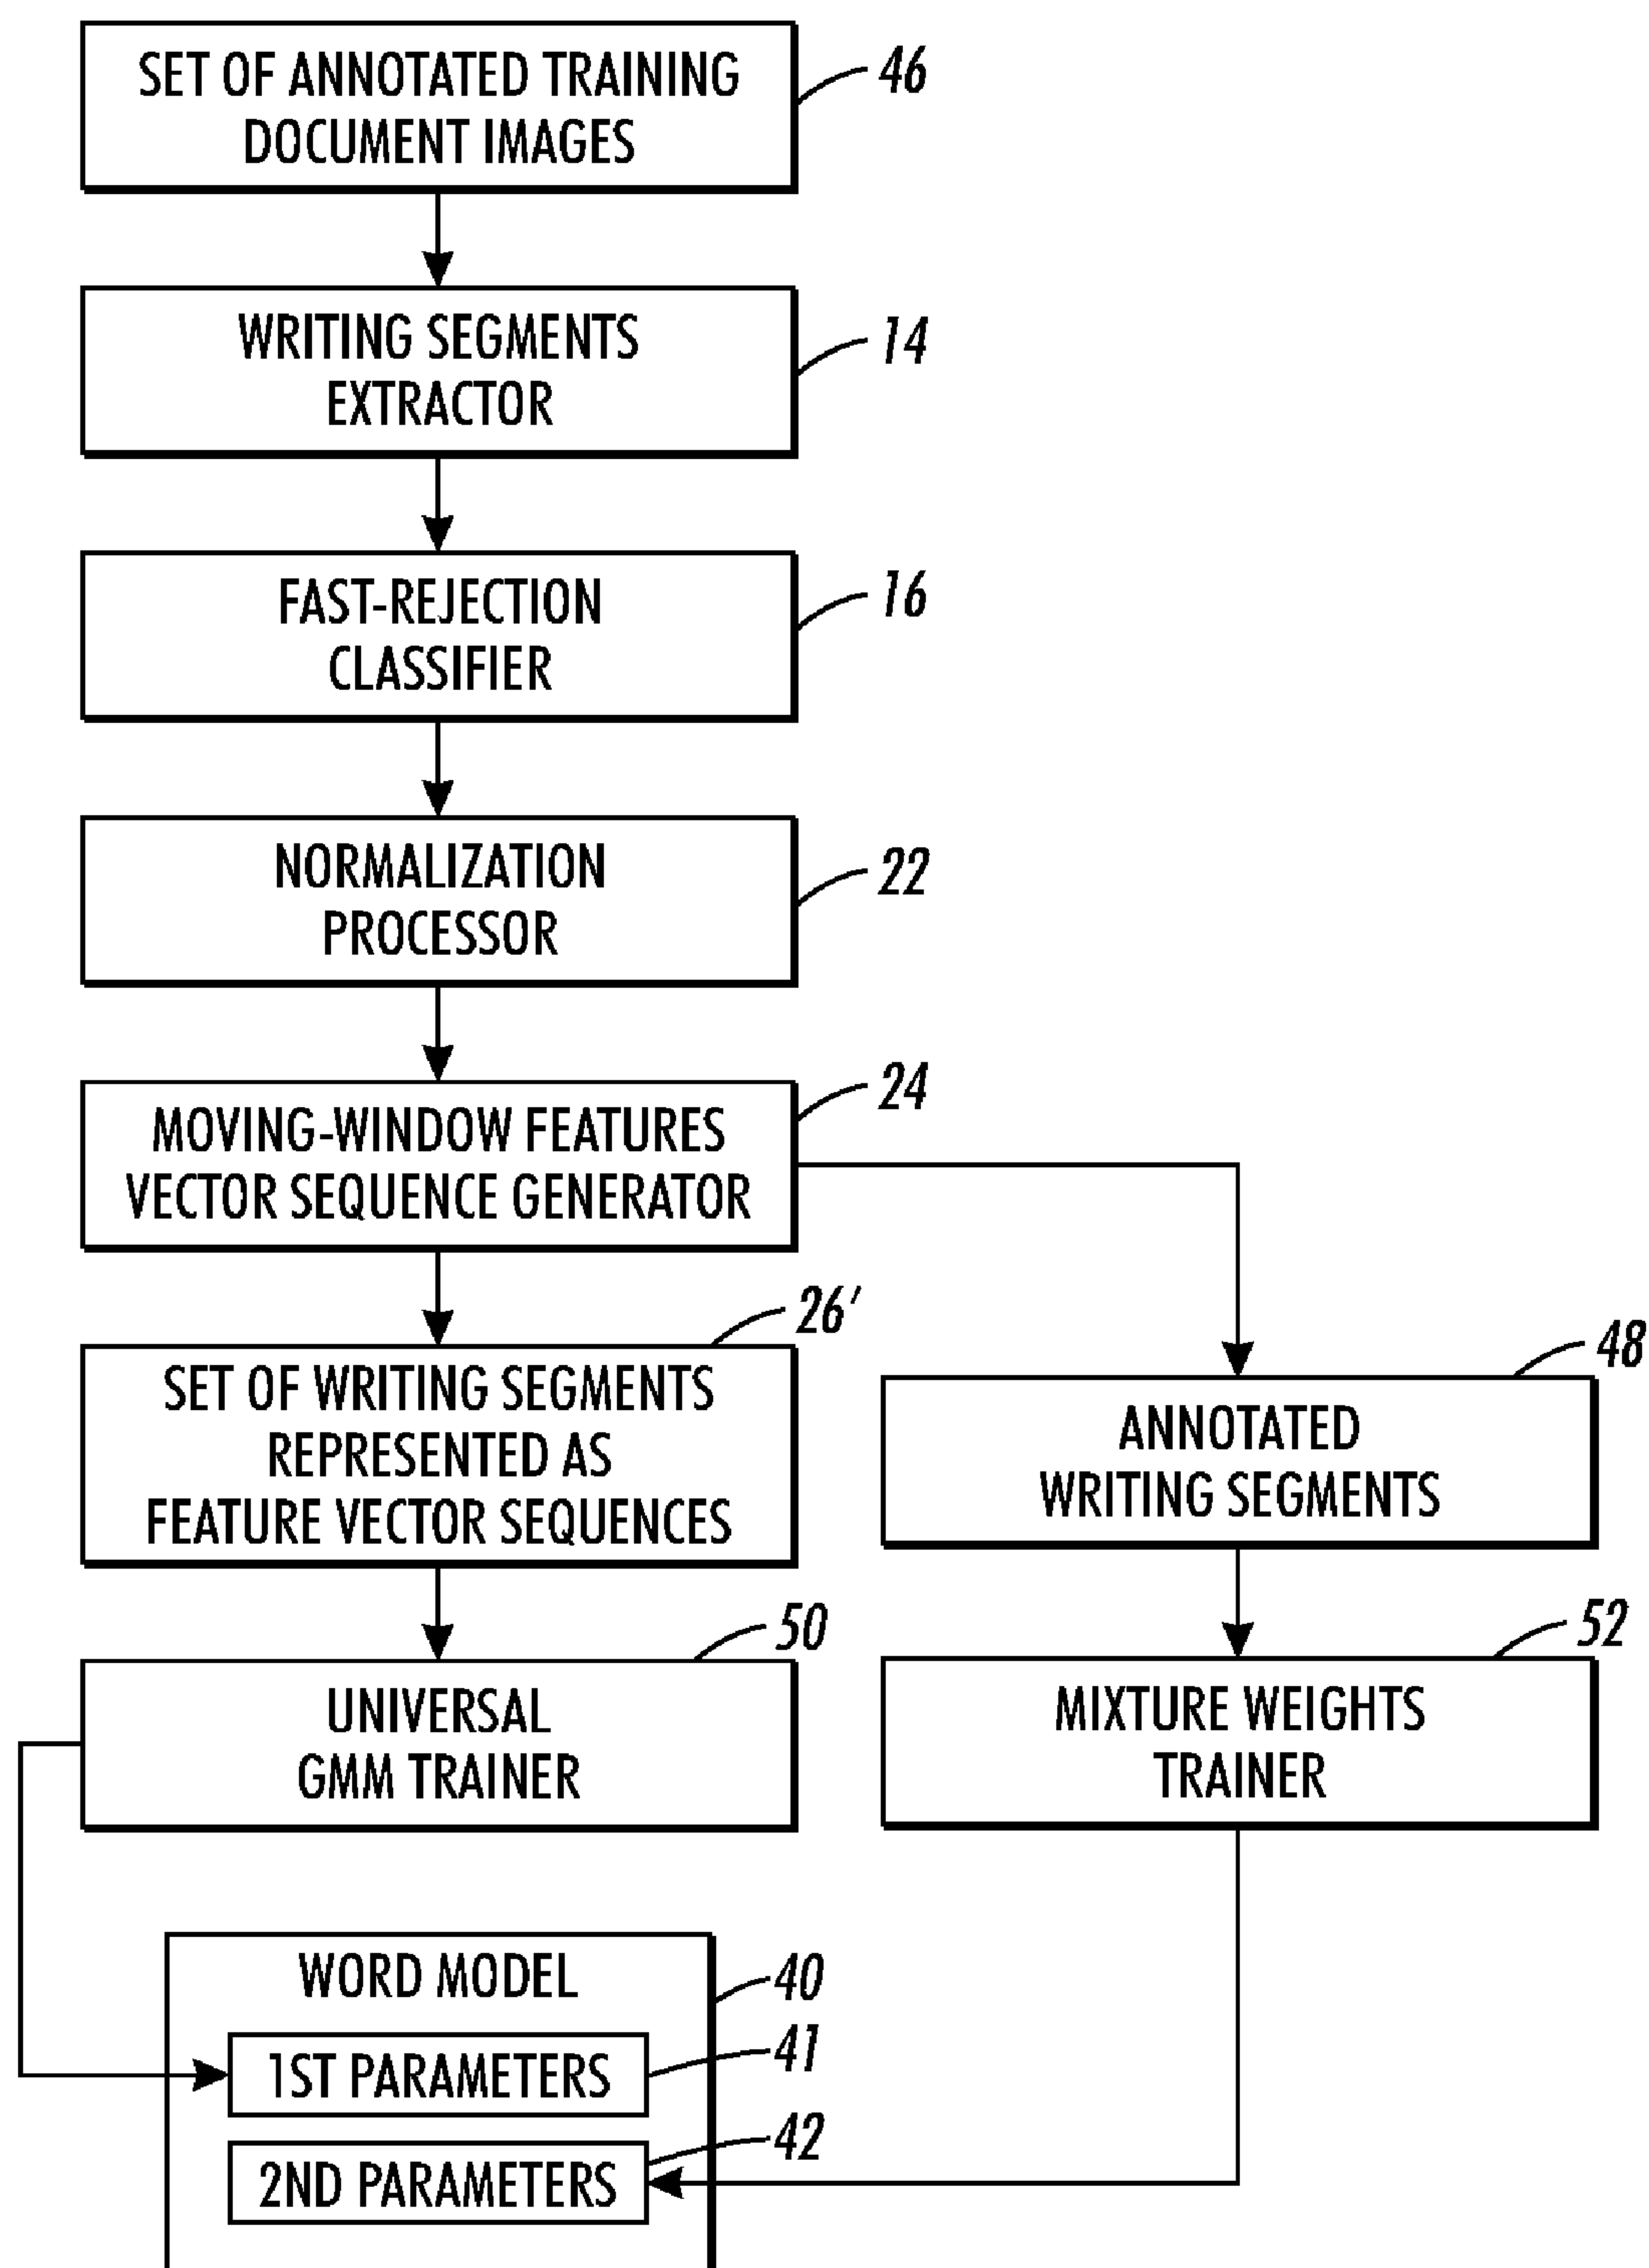 SET OF ANNOTATED TRAINING
DOCUMENT IMAGES
46
WRITING SEGMENTS
EXTRACTOR
14
FAST-REJECTION
CLASSIFIER
16
NORMALIZATION
PROCESSOR
22
MOVING-WINDOW FEATURES
VECTOR SEQUENCE GENERATOR
24
SET OF WRITING SEGMENTS
REPRESENTED AS
FEATURE VECTOR SEQUENCES
26'
ANNOTATED
WRITING SEGMENTS
48
UNIVERSAL
GMM TRAINER
50
MIXTURE WEIGHTS
TRAINER
52
WORD MODEL
40
1ST PARAMETERS
41
2ND PARAMETERS
42